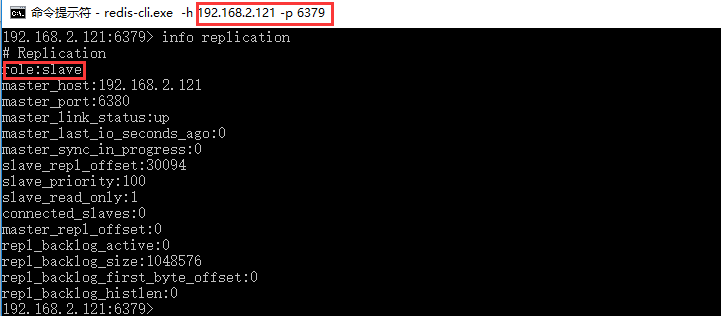 命令提示符 - redis-cli.exe -h 192.168.2.121 -p 6379
192.168.2.121:6379> info replication
# Replication
role:slave
master_host:192.168.2.121
master_port:6380
master_link_status:up
master_last_io_seconds_ago:0
master_sync_in_progress:0
slave_repl_offset:30094
slave_priority:100
slave_read_only:1
connected_slaves:0
master_repl_offset:0
repl_backlog_active:0
repl_backlog_size:1048576
repl_backlog_first_byte_offset:0
repl_backlog_histlen:0
192.168.2.121:6379>